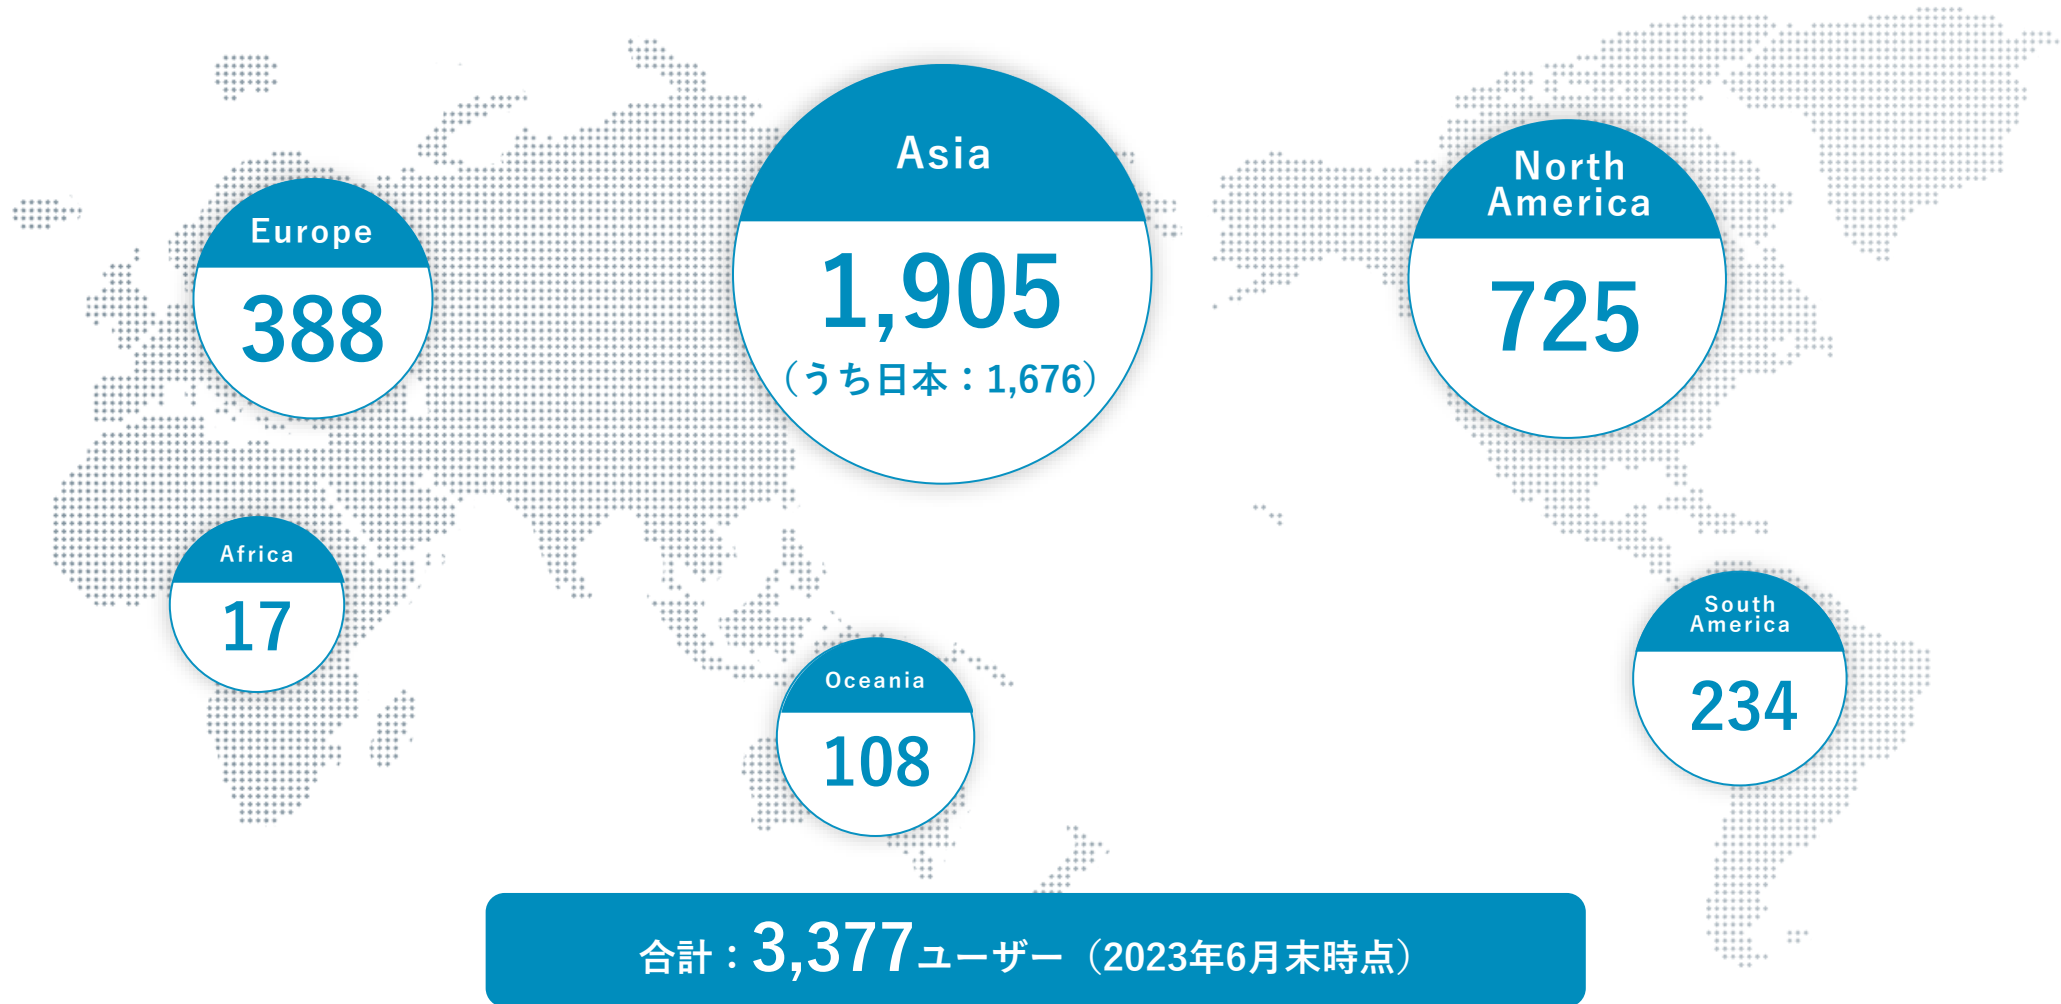 Asia
1,905
（うち日本：1,676）
North
America
725
Europe
388
Africa
17
Oceania
108
South
America
234
合計：3,377ユーザー（2023年6月末時点）